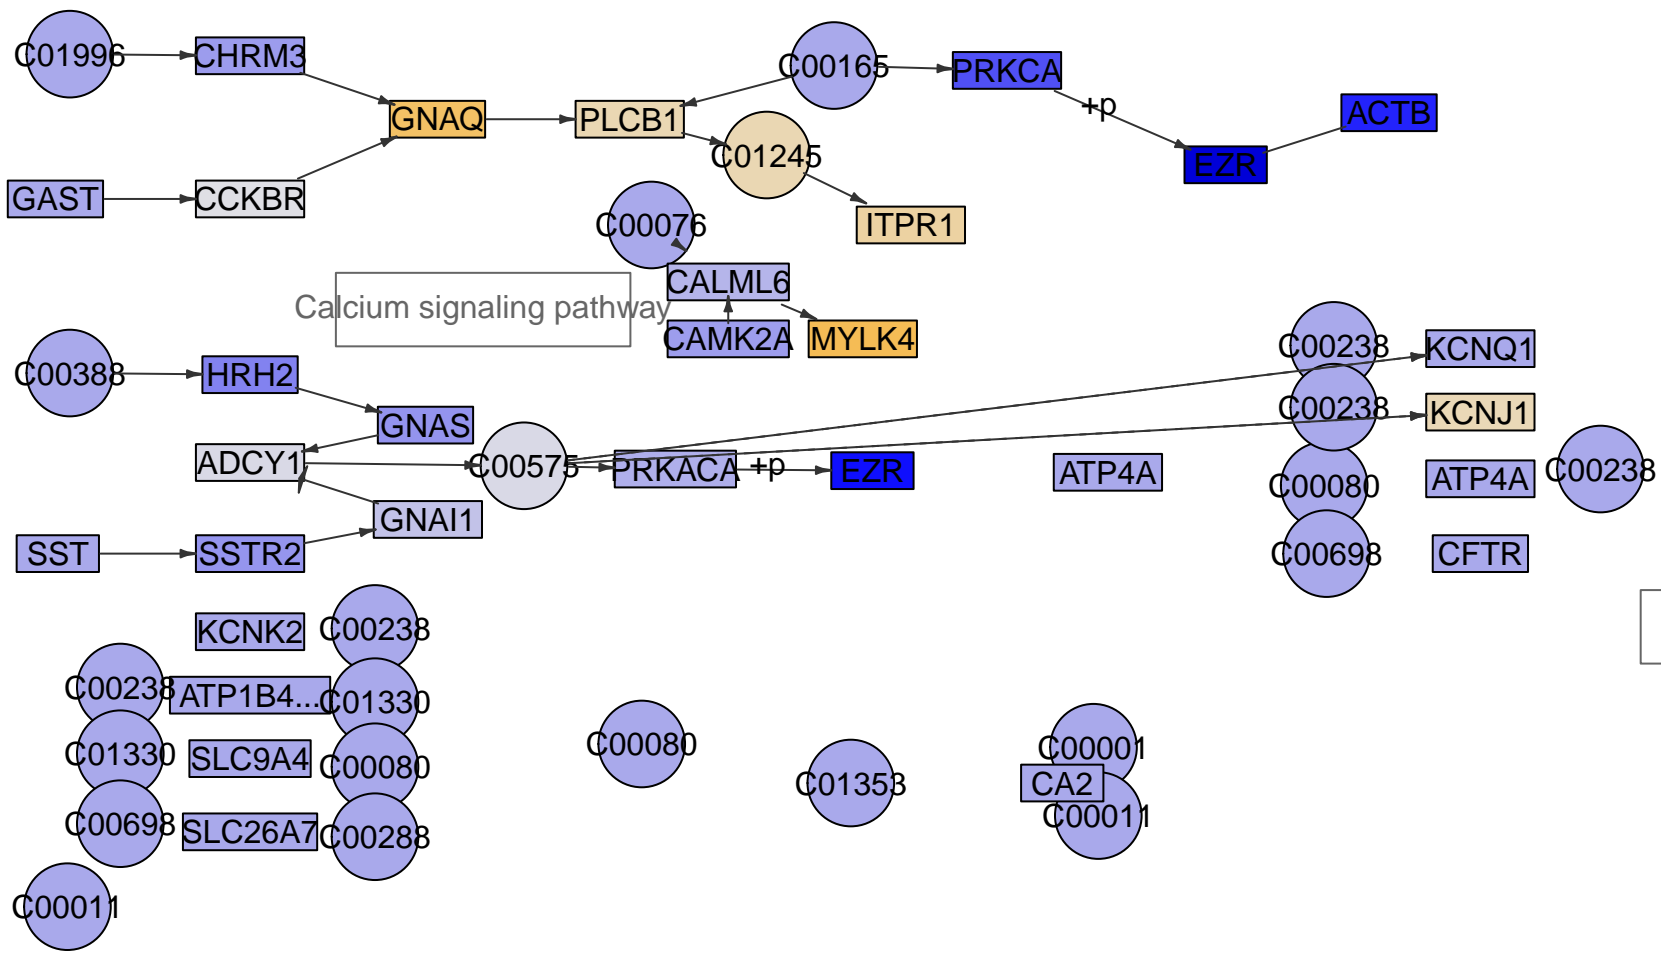 C01996
CHRM3
C00165
PRKCA
+p
ACTB
GNAQ
PLCB1
C01245
EZR
GAST
CCKBR
C00076
ITPR1
CALML6
Calcium signaling pathway
CAMK2A
MYLK4
C00238
KCNQ1
C00388
HRH2
C00238
KCNJ1
GNAS
ADCY1
C00575
PRKACA
+p
EZR
ATP4A
C00080
ATP4A
C00238
GNAI1
SST
SSTR2
C00698
CFTR
KCNK2
C00238
C00238
ATP1B4...
C01330
C01330
SLC9A4
C00080
C00080
C01353
C00001
CA2
C00011
C00698
SLC26A7
C00288
C00011